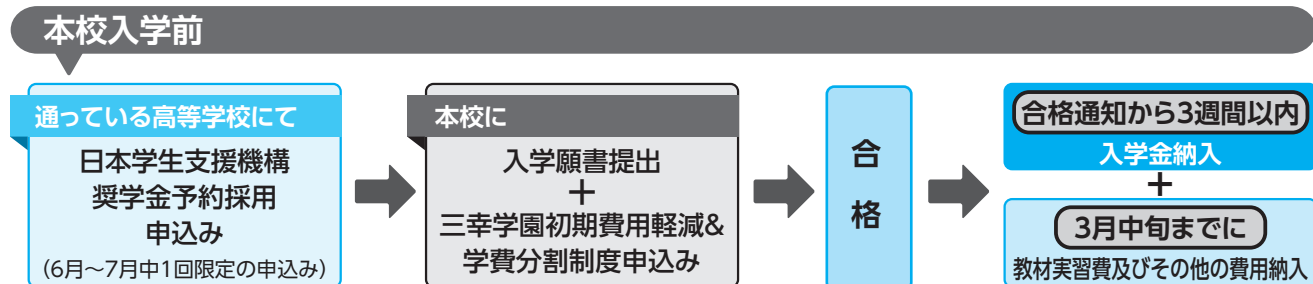 本校入学前
通っている高等学校にて
日本学生支援機構
奨学金予約採用
申込み
(6月～7月中1回限定の申込み)
本校に
入学願書提出
＋
三幸学園初期費用軽減&
学費分割制度申込み
合
格
合格通知から3週間以内
入学金納入
＋
3月中旬までに
教材実習費及びその他の費用納入